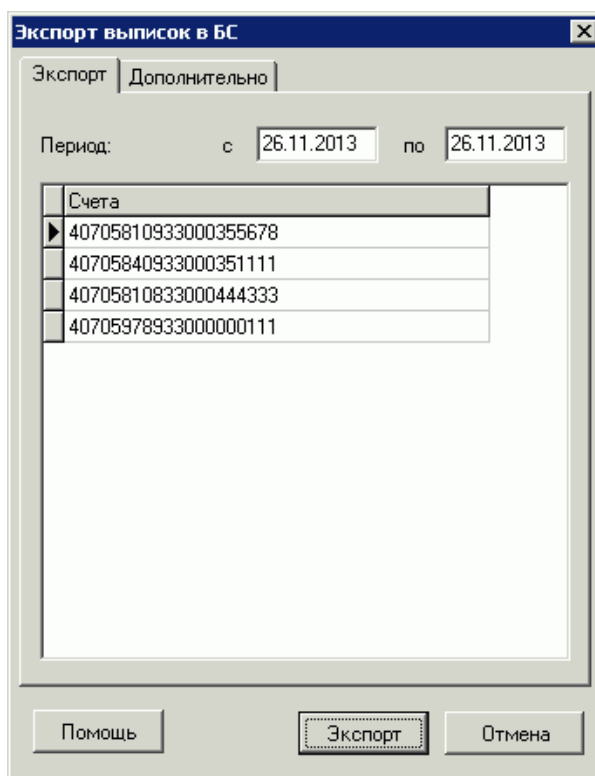 Экспорт выписок в БС
Экспорт Дополнительно
Период: с 26.11.2013 по 26.11.2013
Счета
40705810933000355678
40705840933000351111
40705810833000444333
40705978933000000111
Помощь Экспорт Отмена